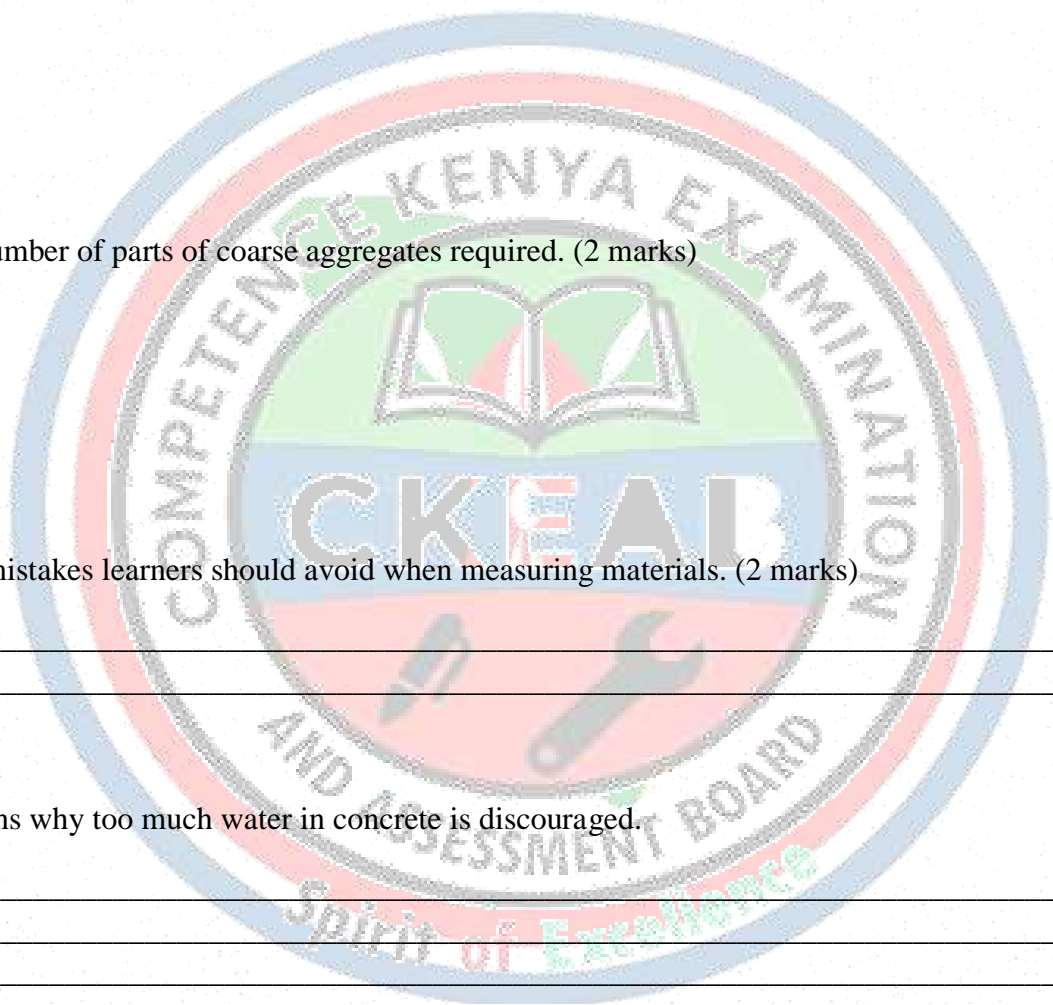 COMPETENCE KENYA EXAMINATION
umber of parts of coarse aggregates required. (2 marks)
CKEAB
nistakes learners should avoid when measuring materials. (2 marks)
AND ASSESSMENT BOARD
ns why too much water in concrete is discouraged.
Spirit of Excellence